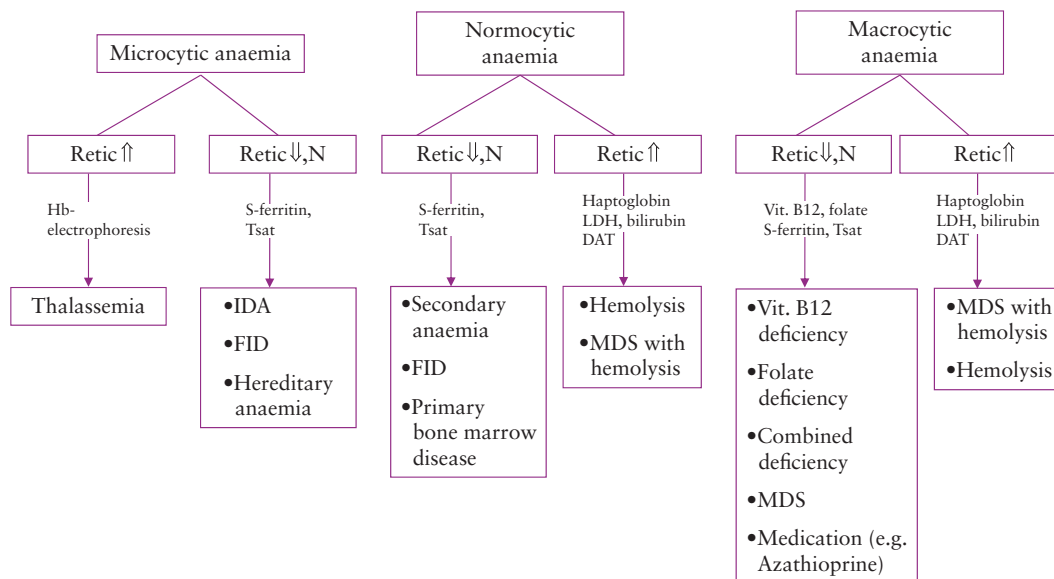 Microcytic anaemia
Retic⇑
Hb-
electrophoresis
Thalassemia
Retic⇓,N
S-ferritin,
Tsat
•IDA
•FID
•Hereditary
anaemia
Normocytic
anaemia
Retic⇓,N
S-ferritin,
Tsat
•Secondary
anaemia
•FID
•Primary
bone marrow
disease
Retic⇑
Haptoglobin
LDH, bilirubin
DAT
•Hemolysis
•MDS with
hemolysis
Macrocytic
anaemia
Retic⇓,N
Vit. B12, folate
S-ferritin, Tsat
•Vit. B12
deficiency
•Folate
deficiency
•Combined
deficiency
•MDS
•Medication (e.g.
Azathioprine)
Retic⇑
Haptoglobin
LDH, bilirubin
DAT
•MDS with
hemolysis
•Hemolysis